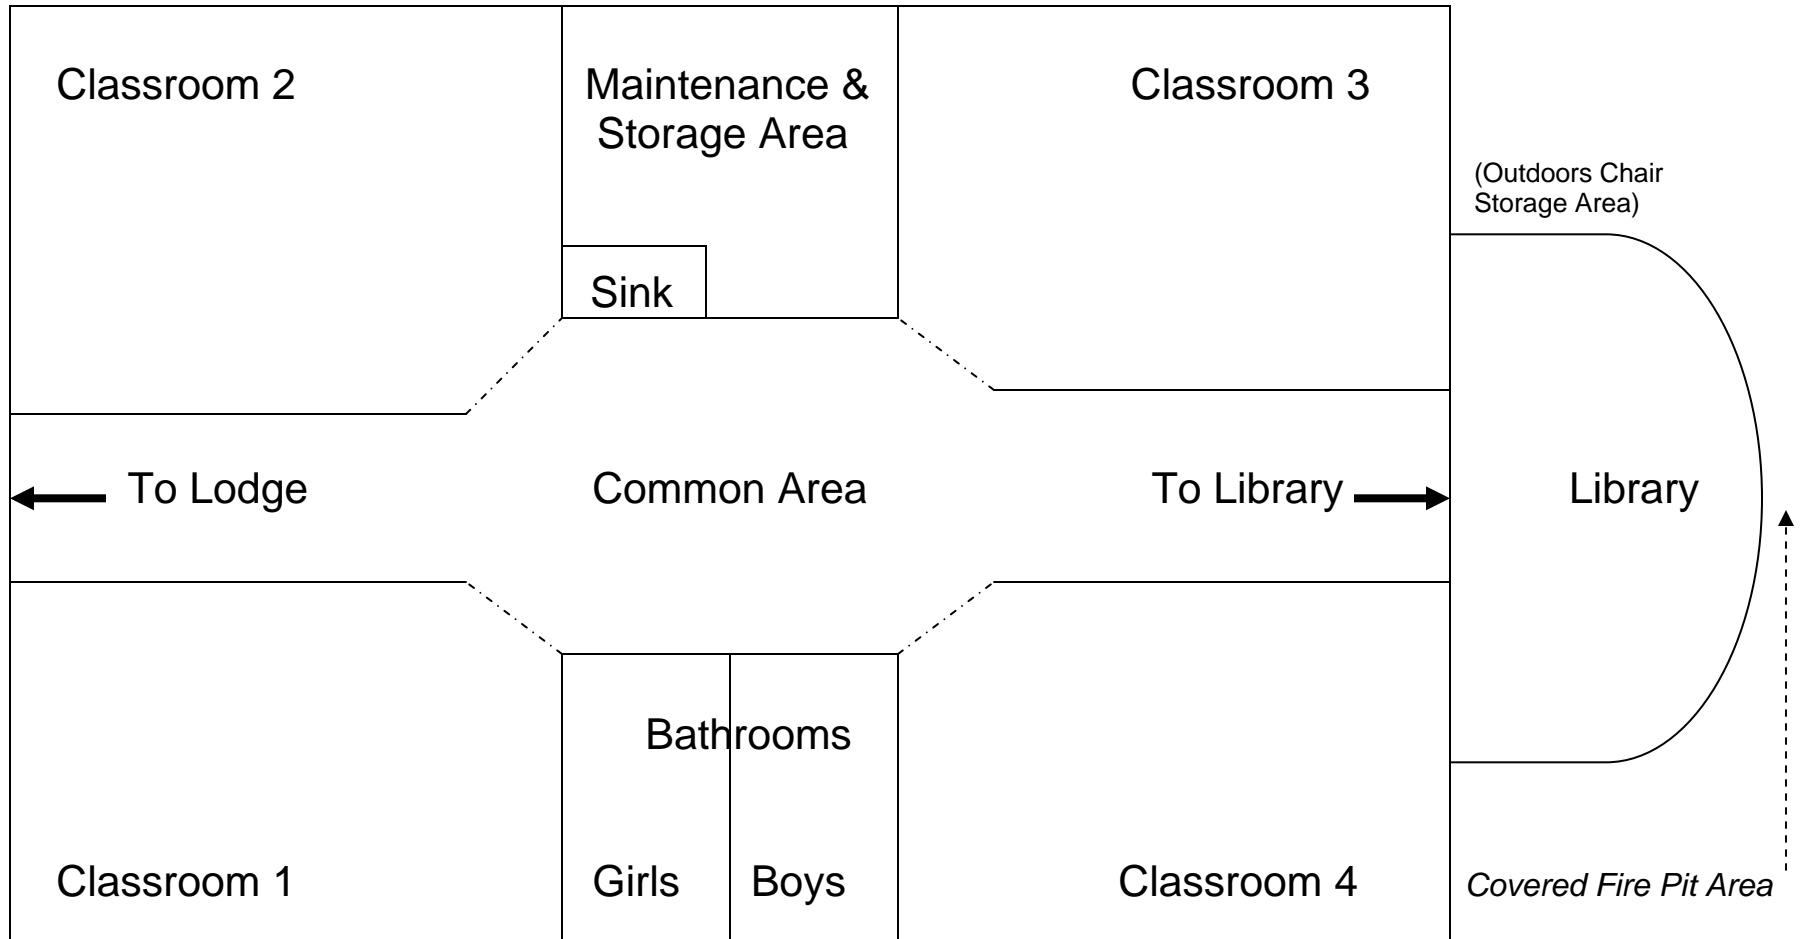 Classroom 2
Maintenance &
Storage Area
Classroom 3
(Outdoors Chair
Storage Area)
Sink
To Lodge
Common Area
To Library
Library
Bathrooms
Classroom 1
Girls
Boys
Classroom 4
Covered Fire Pit Area